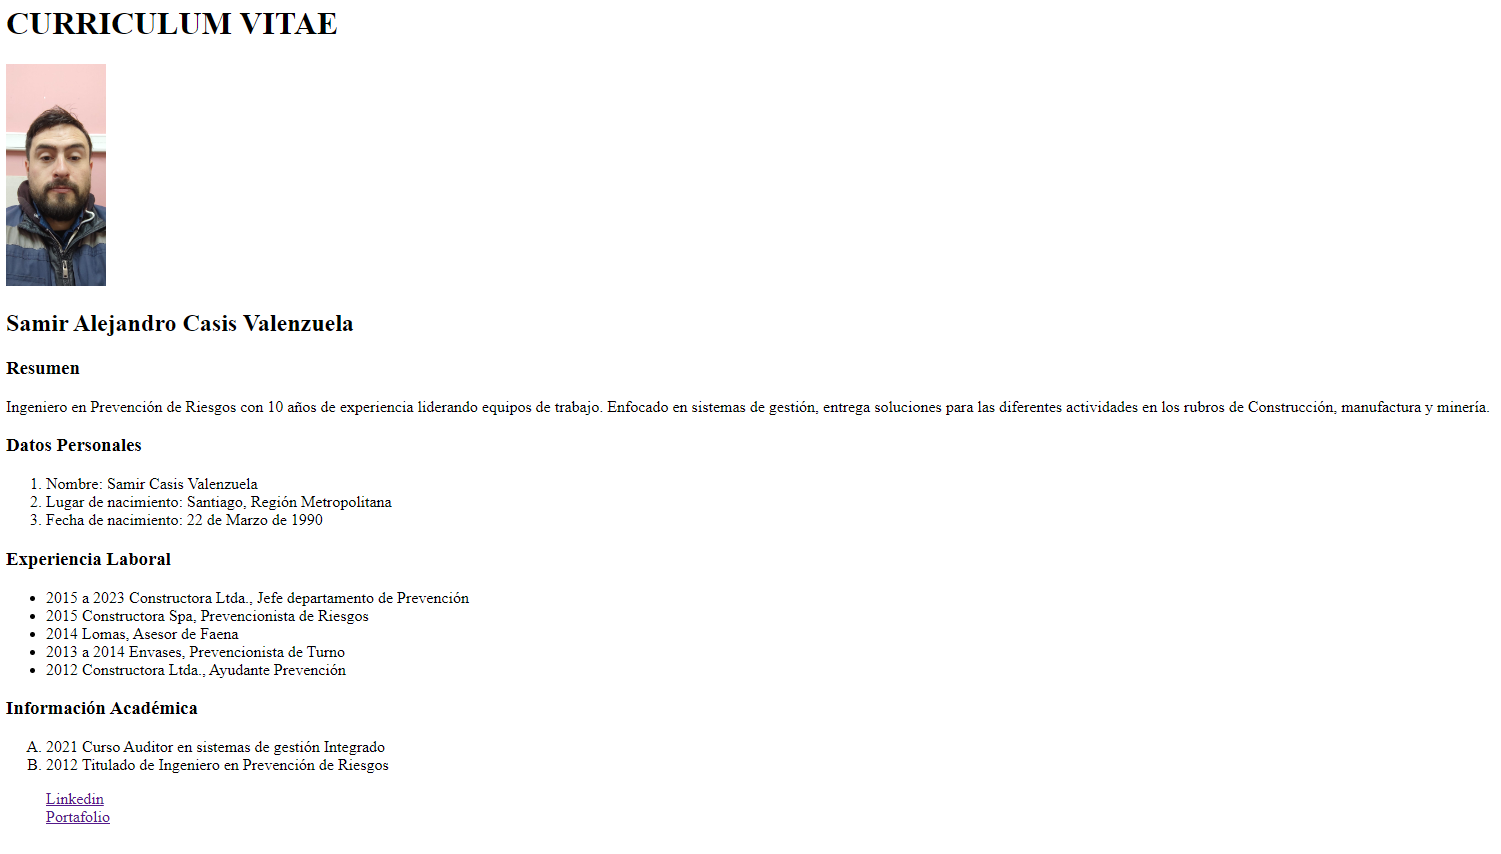 CURRICULUM VITAE
Samir Alejandro Casis Valenzuela
Resumen
Ingeniero en Prevención de Riesgos con 10 años de experiencia liderando equipos de trabajo. Enfocado en sistemas de gestión, entrega soluciones para las diferentes actividades en los rubros de Construcción, manufactura y minería.
Datos Personales
1. Nombre: Samir Casis Valenzuela
2. Lugar de nacimiento: Santiago, Región Metropolitana
3. Fecha de nacimiento: 22 de Marzo de 1990
Experiencia Laboral
• 2015 a 2023 Constructora Ltda., Jefe departamento de Prevención
• 2015 Constructora Spa, Prevencionista de Riesgos
• 2014 Lomas, Asesor de Faena
• 2013 a 2014 Envases, Prevencionista de Turno
• 2012 Constructora Ltda., Ayudante Prevención
Información Académica
A. 2021 Curso Auditor en sistemas de gestión Integrado
B. 2012 Titulado de Ingeniero en Prevención de Riesgos
Linkedin
Portafolio